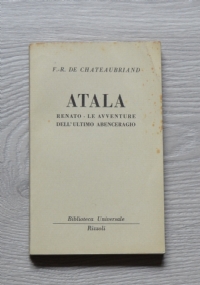 F.-R. DE CHATEAUBRIAND
ATALA
RENATO · LE AVVENTURE
DELL'ULTIMO ABENCERAGIO
Biblioteca Universale
Rizzoli